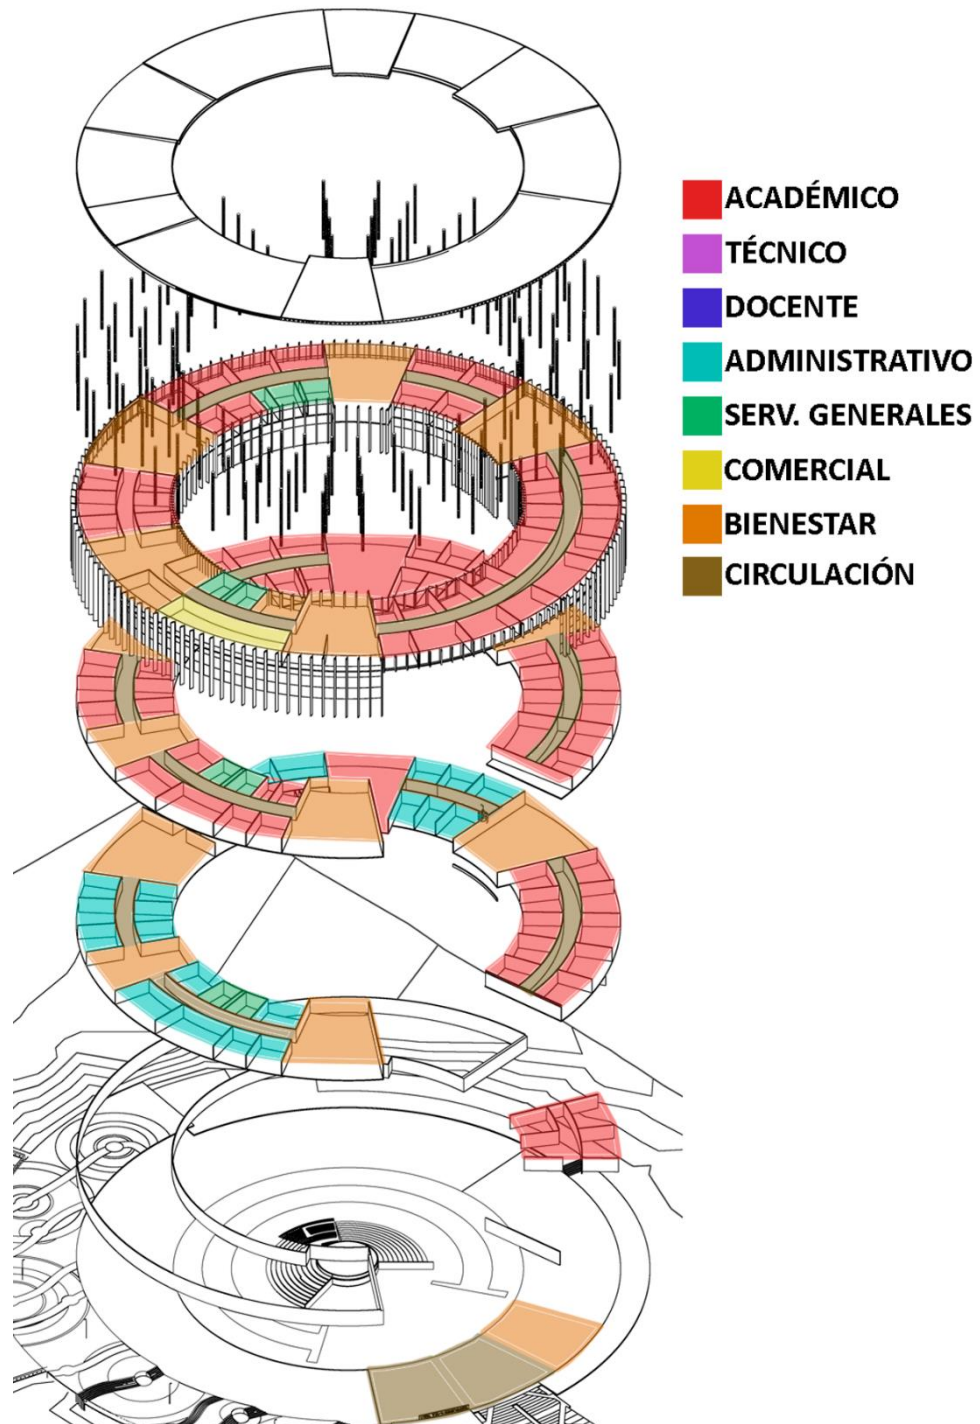 ACADÉMICO
TÉCNICO
DOCENTE
ADMINISTRATIVO
SERV. GENERALES
COMERCIAL
BIENESTAR
CIRCULACIÓN